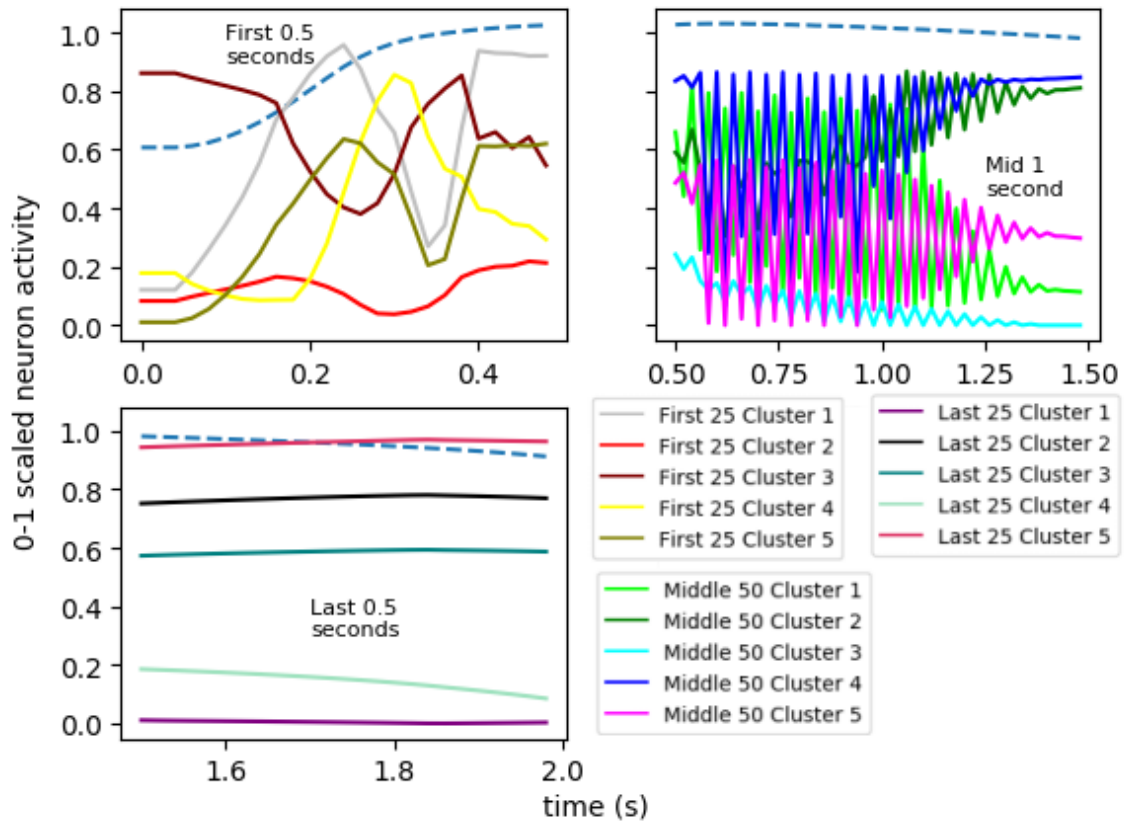 0-1 scaled neuron activity
1.0
0.8
0.6
0.4
0.2
0.0
First 0.5
seconds
0.0
0.2
0.4
Mid 1
second
0.50
0.75
1.00
1.25
1.50
1.0
0.8
0.6
0.4
0.2
0.0
Last 0.5
seconds
1.6
1.8
2.0
time (s)
First 25 Cluster 1
First 25 Cluster 2
First 25 Cluster 3
First 25 Cluster 4
First 25 Cluster 5
Last 25 Cluster 1
Last 25 Cluster 2
Last 25 Cluster 3
Last 25 Cluster 4
Last 25 Cluster 5
Middle 50 Cluster 1
Middle 50 Cluster 2
Middle 50 Cluster 3
Middle 50 Cluster 4
Middle 50 Cluster 5